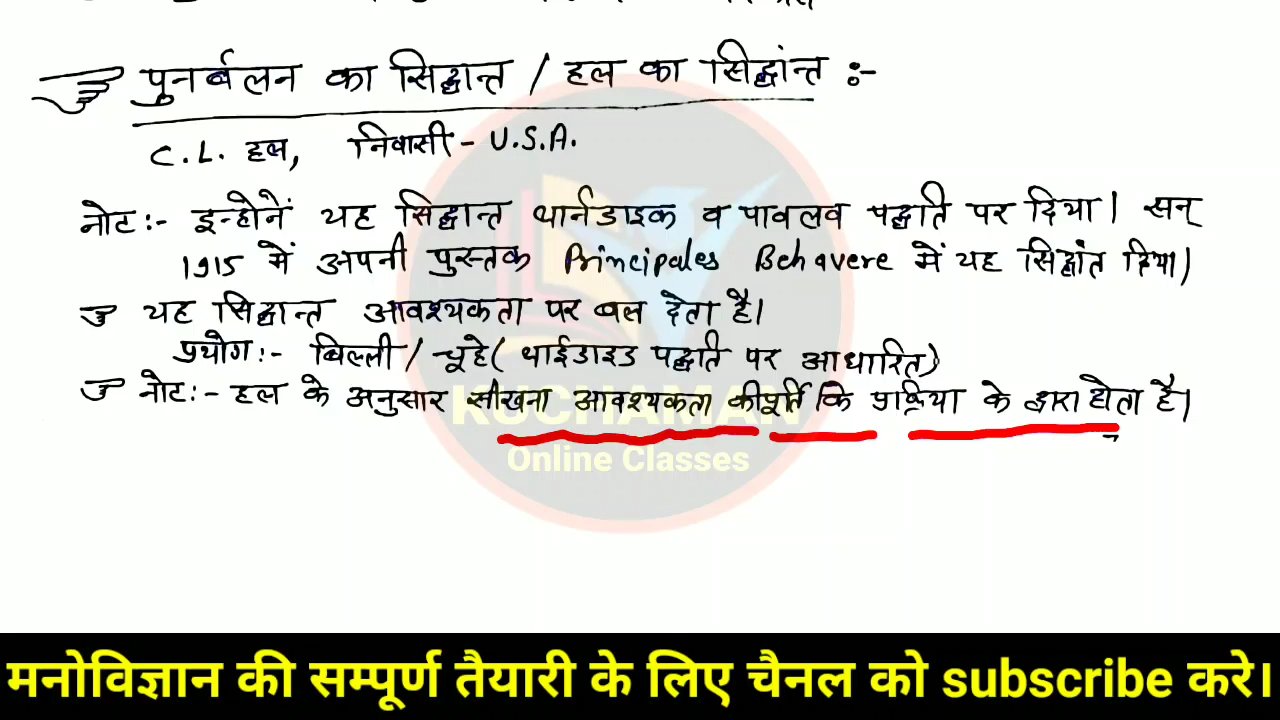 पुनर्बलन का सिद्धान्त / हल का सिद्धांत :-
C.L. हल, निवासी - U.S.A.
नोट :- इन्होनें यह सिद्धान्त थार्नडाइक व पावलव पद्धति पर दिया। सन्
1915 में अपनी पुस्तक Principales Behavere में यह सिद्धांत दिया।
यह सिद्धान्त आवश्यकता पर बल देता है।
प्रयोग :- बिल्ली / चूहे ( थाईडाइड पद्धति पर आधारित)
नोट :- हल के अनुसार सीखना आवश्यकता की पूर्ति कि प्रक्रिया के द्वारा होता है।
KUCHAMAN
Online Classes
मनोविज्ञान की सम्पूर्ण तैयारी के लिए चैनल को subscribe करे।